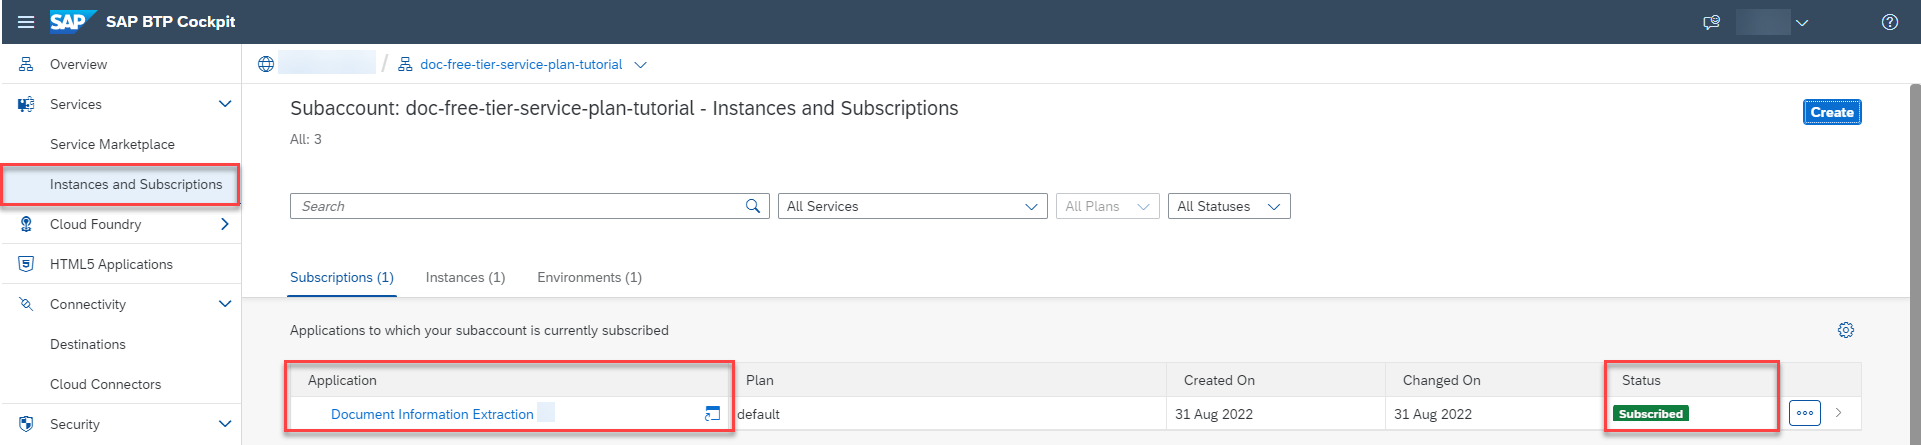 SAP SAP BTP Cockpit
Overview
Services
Service Marketplace
Instances and Subscriptions
Cloud Foundry
HTML5 Applications
Connectivity
Destinations
Cloud Connectors
Security
/ doc-free-tier-service-plan-tutorial
Subaccount: doc-free-tier-service-plan-tutorial - Instances and Subscriptions
Create
All: 3
Search All Services All Plans All Statuses
Subscriptions (1) Instances (1) Environments (1)
Applications to which your subaccount is currently subscribed
Application Plan Created On Changed On Status
Document Information Extraction default 31 Aug 2022 31 Aug 2022 Subscribed